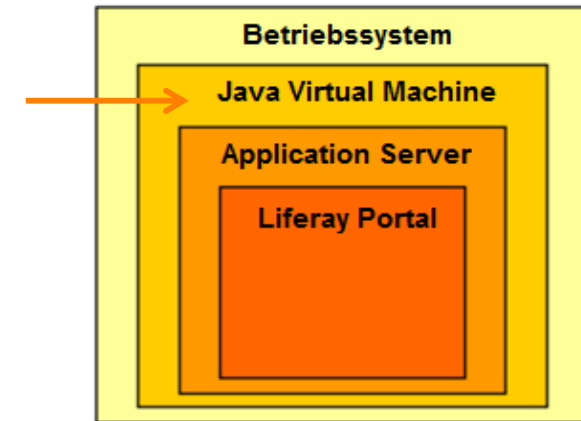 Betriebssystem
Java Virtual Machine
Application Server
Liferay Portal